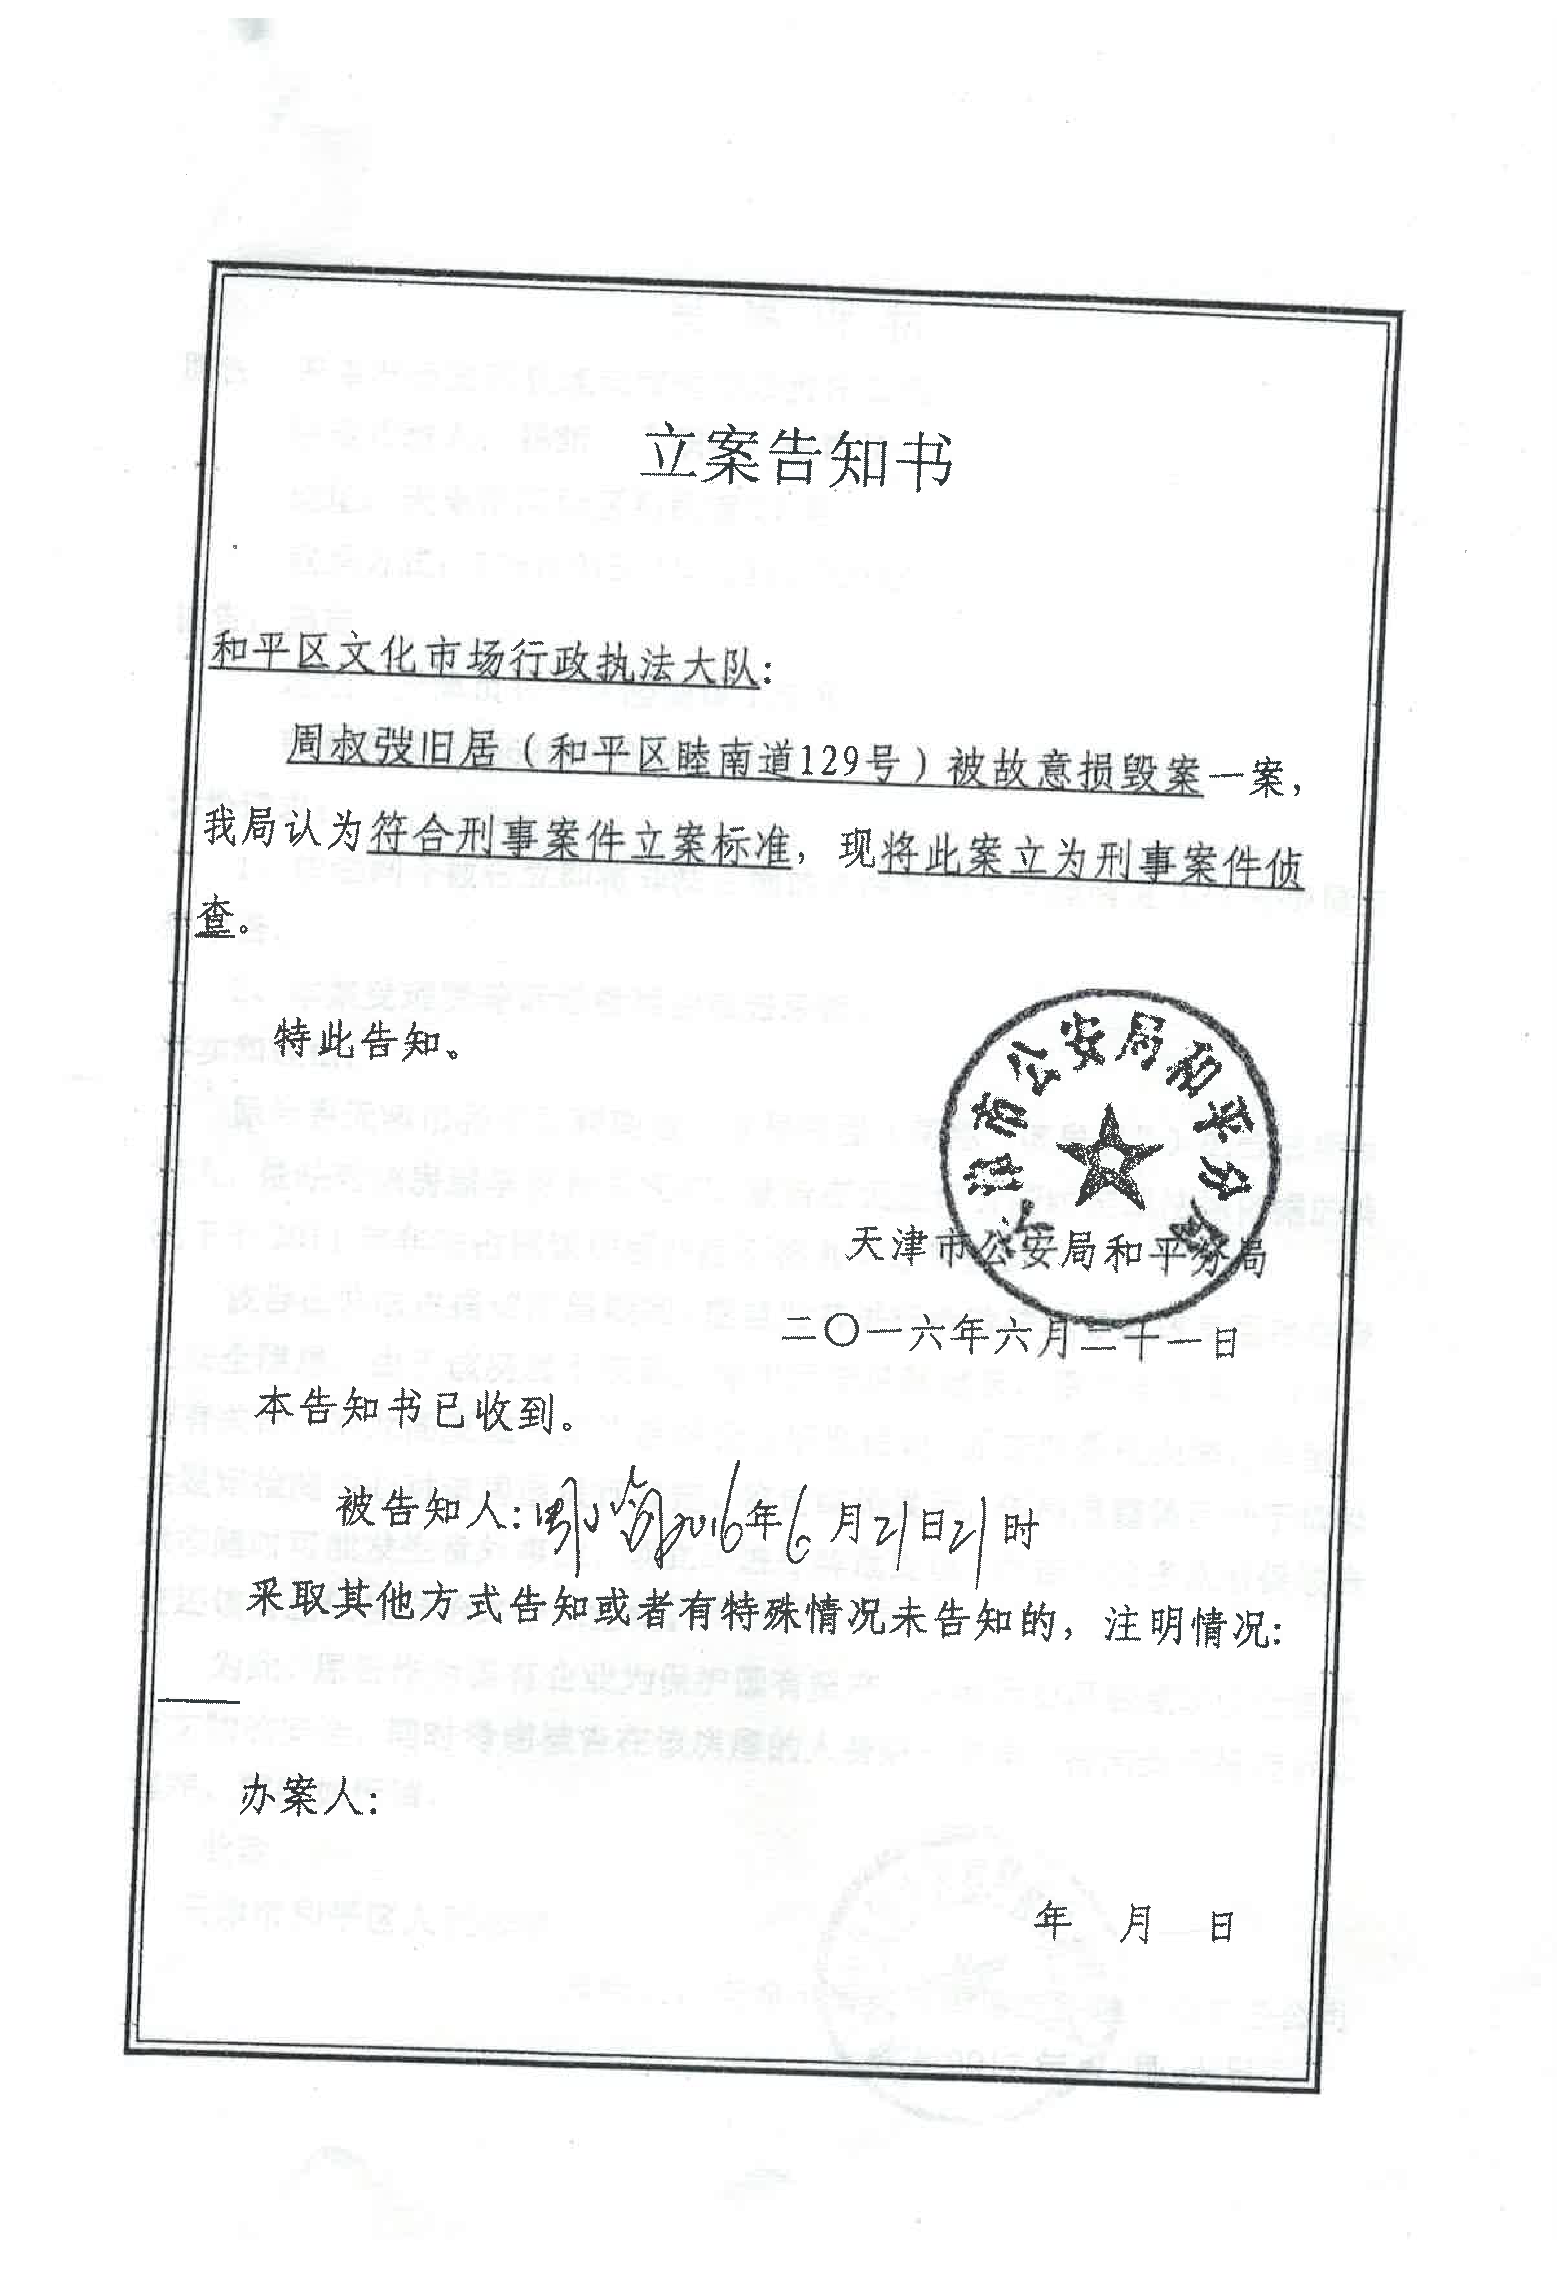 立案告知书
和平区文化市场行政执法大队:
周叔弢旧居(和平区睦南道129号)被故意损毁案一案,
我局认为符合刑事案件立案标准,现将此案立为刑事案件侦
查。
特此告知。
天津市公安局和平分局
天津市公安局和平分局
二〇一六年六月二十一日
本告知书已收到。
被告知人: 2016年6月21日21时
采取其他方式告知或者有特殊情况未告知的,注明情况:
办案人:
年 月 日